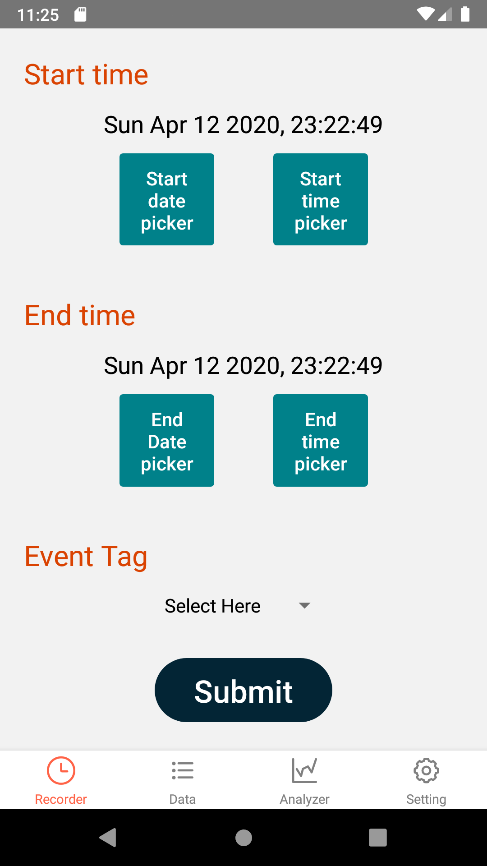 11:25
Start time
Sun Apr 12 2020, 23:22:49
Start
date
picker
Start
time
picker
End time
Sun Apr 12 2020, 23:22:49
End
Date
picker
End
time
picker
Event Tag
Select Here
Submit
Recorder
Data
Analyzer
Setting